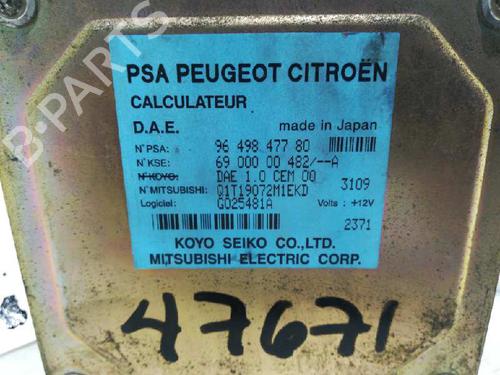 PSA PEUGEOT CITROËN
CALCULATEUR
D.A.E. made in Japan
N°PSA: 96 498 477 80
N°KSE: 69 000 00 482/--A
N°KOYO: DAE 1.0 CEM 00
N°MITSUBISHI: Q1T19072M1EKD 3109
Logiciel: G025481A Volts : +12V
2371
KOYO SEIKO CO.,LTD.
MITSUBISHI ELECTRIC CORP.
47671